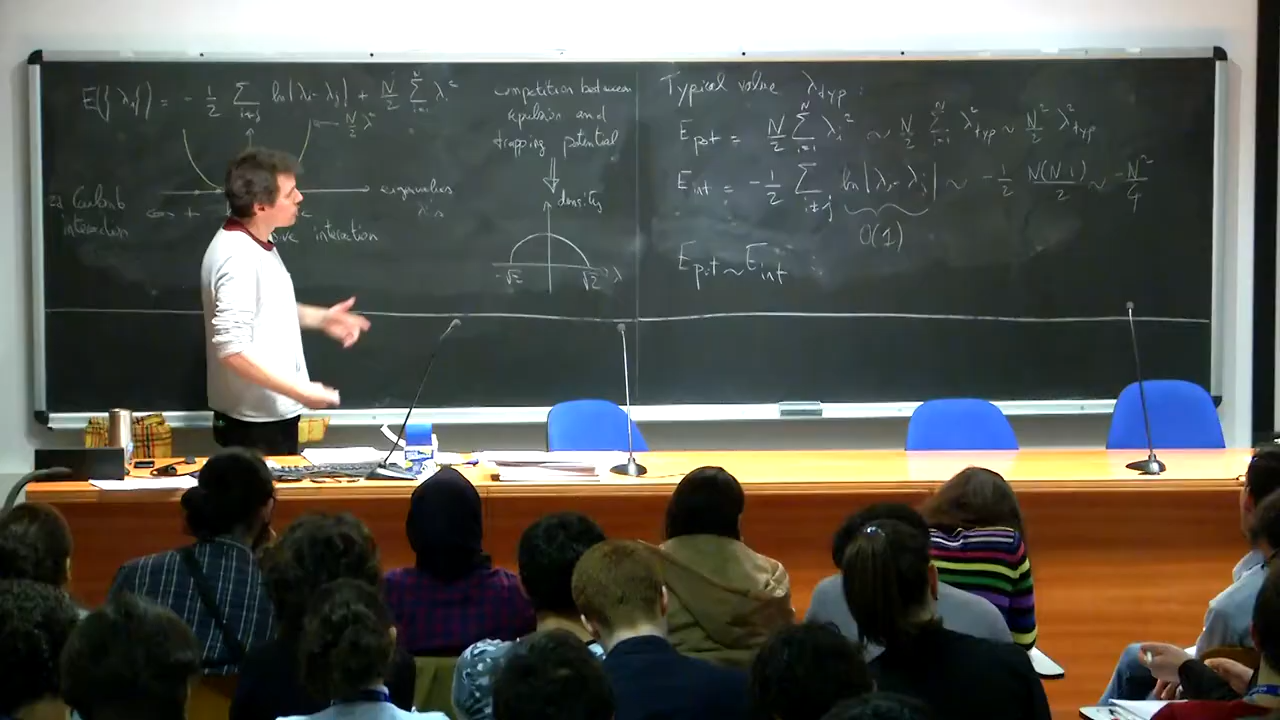 E({λi}) = - 1/2 ∑_{i≠j} ln|λi - λj| + N/2 ∑_{i=1}^{N} λi²
N/2 λ²
eigenvalues
λi's
2d Coulomb
interaction
interaction
competition between
repulsion and
trapping potential
density
-√2 √2 λ
Typical value λtyp :
Epot = N/2 ∑_{i=1}^{N} λi² ~ N/2 ∑_{i=1}^{N} λ²typ ~ N²/2 λ²typ
Eint = - 1/2 ∑_{i≠j} ln|λi - λj| ~ - 1/2 N(N-1)/2 ~ - N²/4
O(1)
Epot ~ Eint :